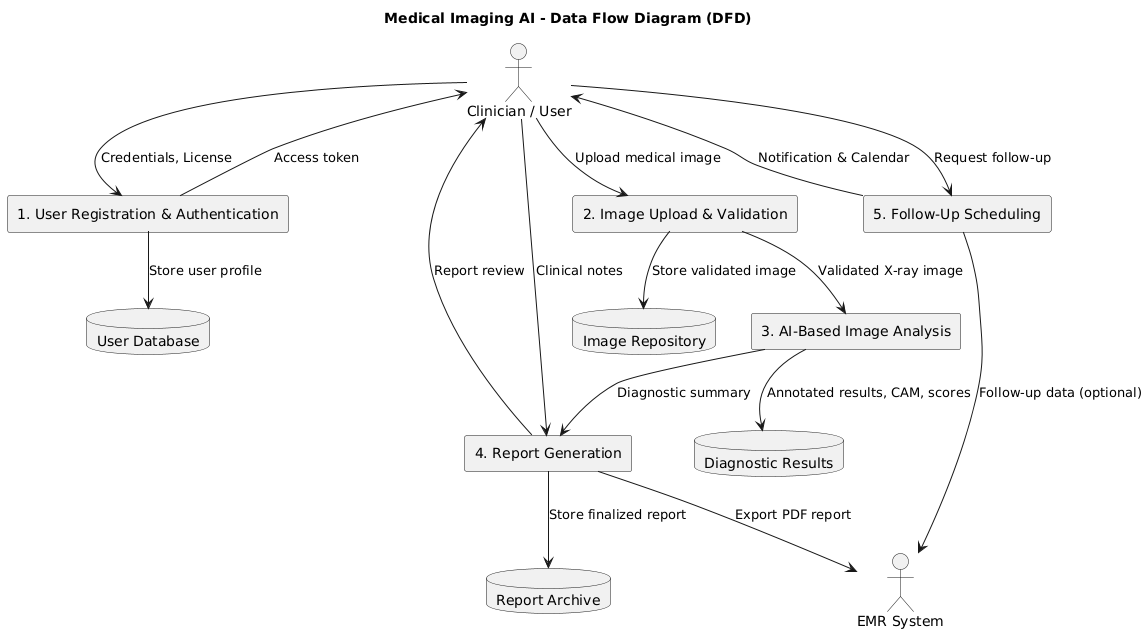 Medical Imaging AI - Data Flow Diagram (DFD)
Clinician / User
Credentials, License
Access token
Upload medical image
Notification & Calendar
Request follow-up
1. User Registration & Authentication
2. Image Upload & Validation
5. Follow-Up Scheduling
Store user profile
Report review
Clinical notes
Store validated image
Validated X-ray image
User Database
Image Repository
3. AI-Based Image Analysis
Diagnostic summary
Annotated results, CAM, scores
Follow-up data (optional)
4. Report Generation
Diagnostic Results
Store finalized report
Export PDF report
Report Archive
EMR System